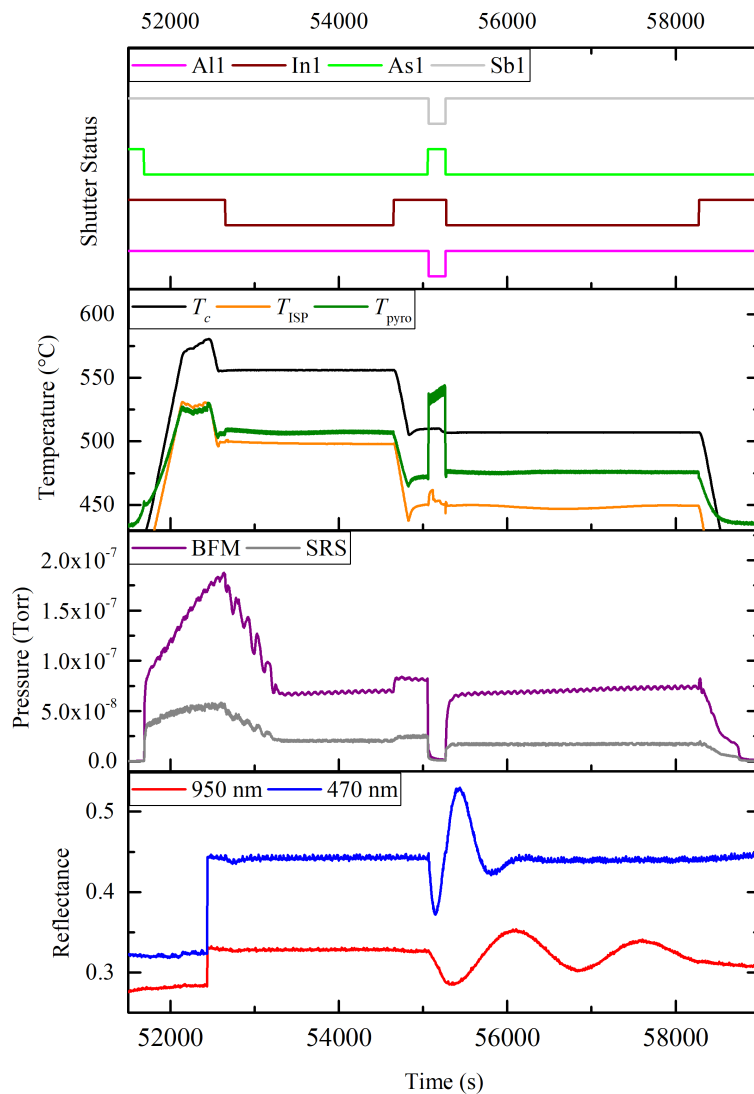 52000 54000 56000 58000
Al1 In1 As1 Sb1
Shutter Status
Tc TISP Tpyro
600
550
500
450
Temperature (°C)
BFM SRS
2.0x10-7
1.5x10-7
1.0x10-7
5.0x10-8
0.0
Pressure (Torr)
950 nm 470 nm
0.5
0.4
0.3
Reflectance
52000 54000 56000 58000
Time (s)